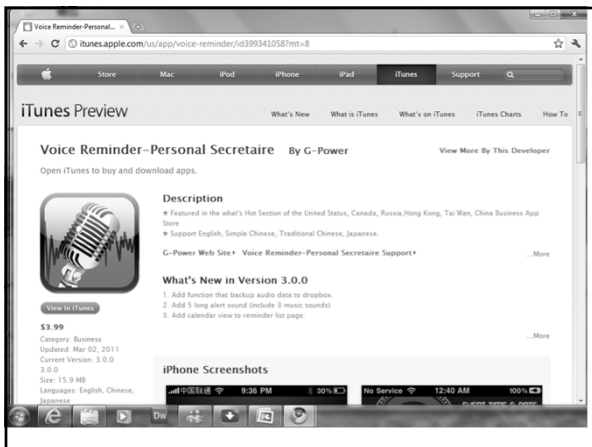 Voice Reminder-Personal...
itunes.apple.com/us/app/voice-reminder/id399341058?mt=8
Store Mac iPod iPhone iPad iTunes Support
iTunes Preview
What's New What is iTunes What's on iTunes iTunes Charts How To
Voice Reminder-Personal Secretaire By G-Power
View More By This Developer
Open iTunes to buy and download apps.
Description
★ Featured in the what's Hot Section of the United Status, Canada, Russia,Hong Kong, Tai Wan, China Business App
Store
★ Support English, Simple Chinese, Traditional Chinese, Japanese.
G-Power Web Site Voice Reminder-Personal Secretaire Support
...More
What's New in Version 3.0.0
1. Add function that backup audio data to dropbox.
2. Add 5 long alert sound (include 3 music sounds)
3. Add calendar view to reminder list page.
...More
View In iTunes
$3.99
Category: Business
Updated: Mar 02, 2011
Current Version: 3.0.0
3.0.0
Size: 15.9 MB
Languages: English, Chinese,
Japanese
iPhone Screenshots
中国联通 9:36 PM 30%
No Service 12:40 AM 100%
EVENT TYPE & DATE
Dw